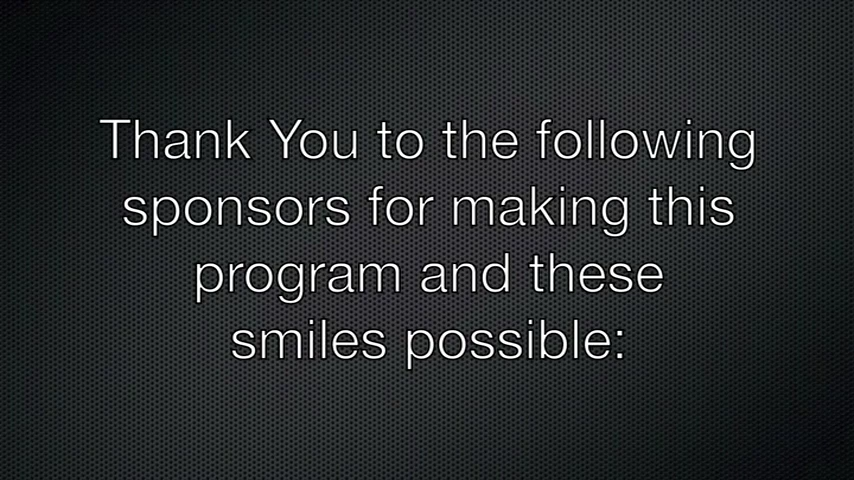 Thank You to the following
sponsors for making this
program and these
smiles possible: